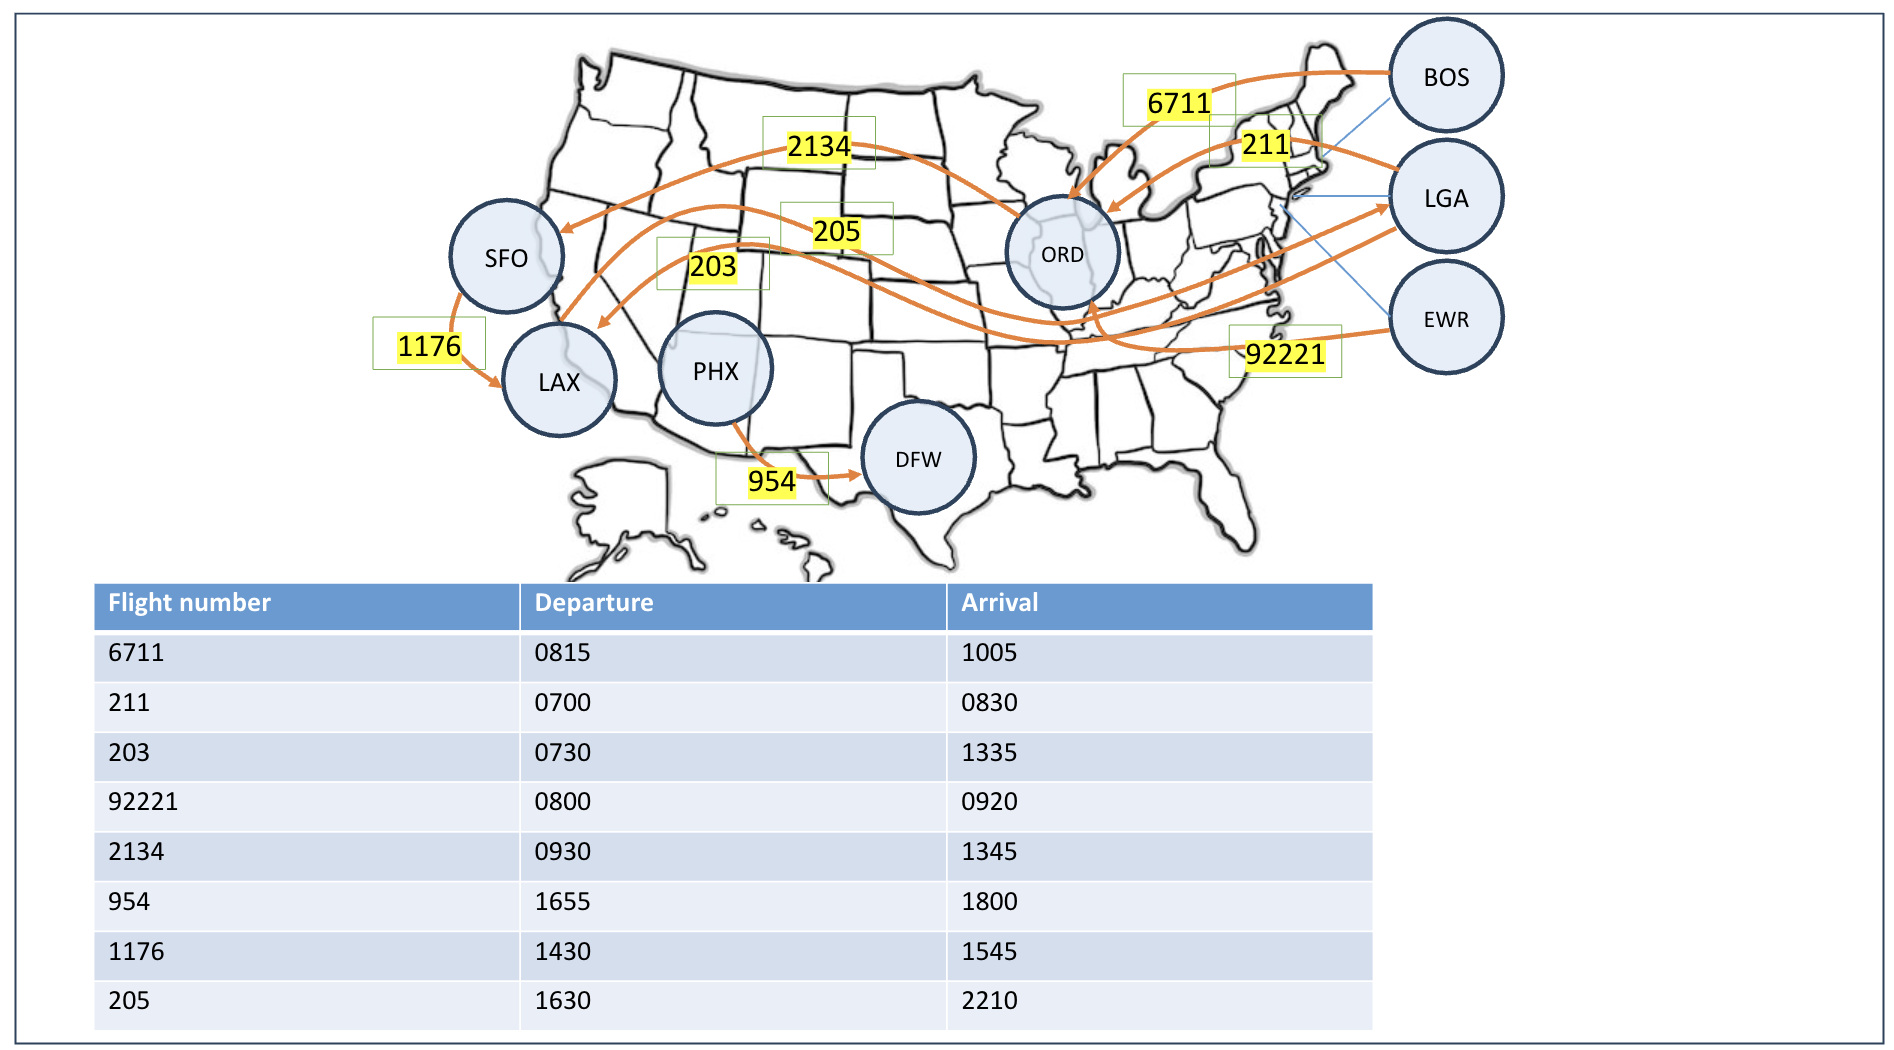 BOS
6711
211
2134
LGA
205
SFO
ORD
203
EWR
1176
92221
PHX
LAX
DFW
954
Flight number Departure Arrival
6711 0815 1005
211 0700 0830
203 0730 1335
92221 0800 0920
2134 0930 1345
954 1655 1800
1176 1430 1545
205 1630 2210